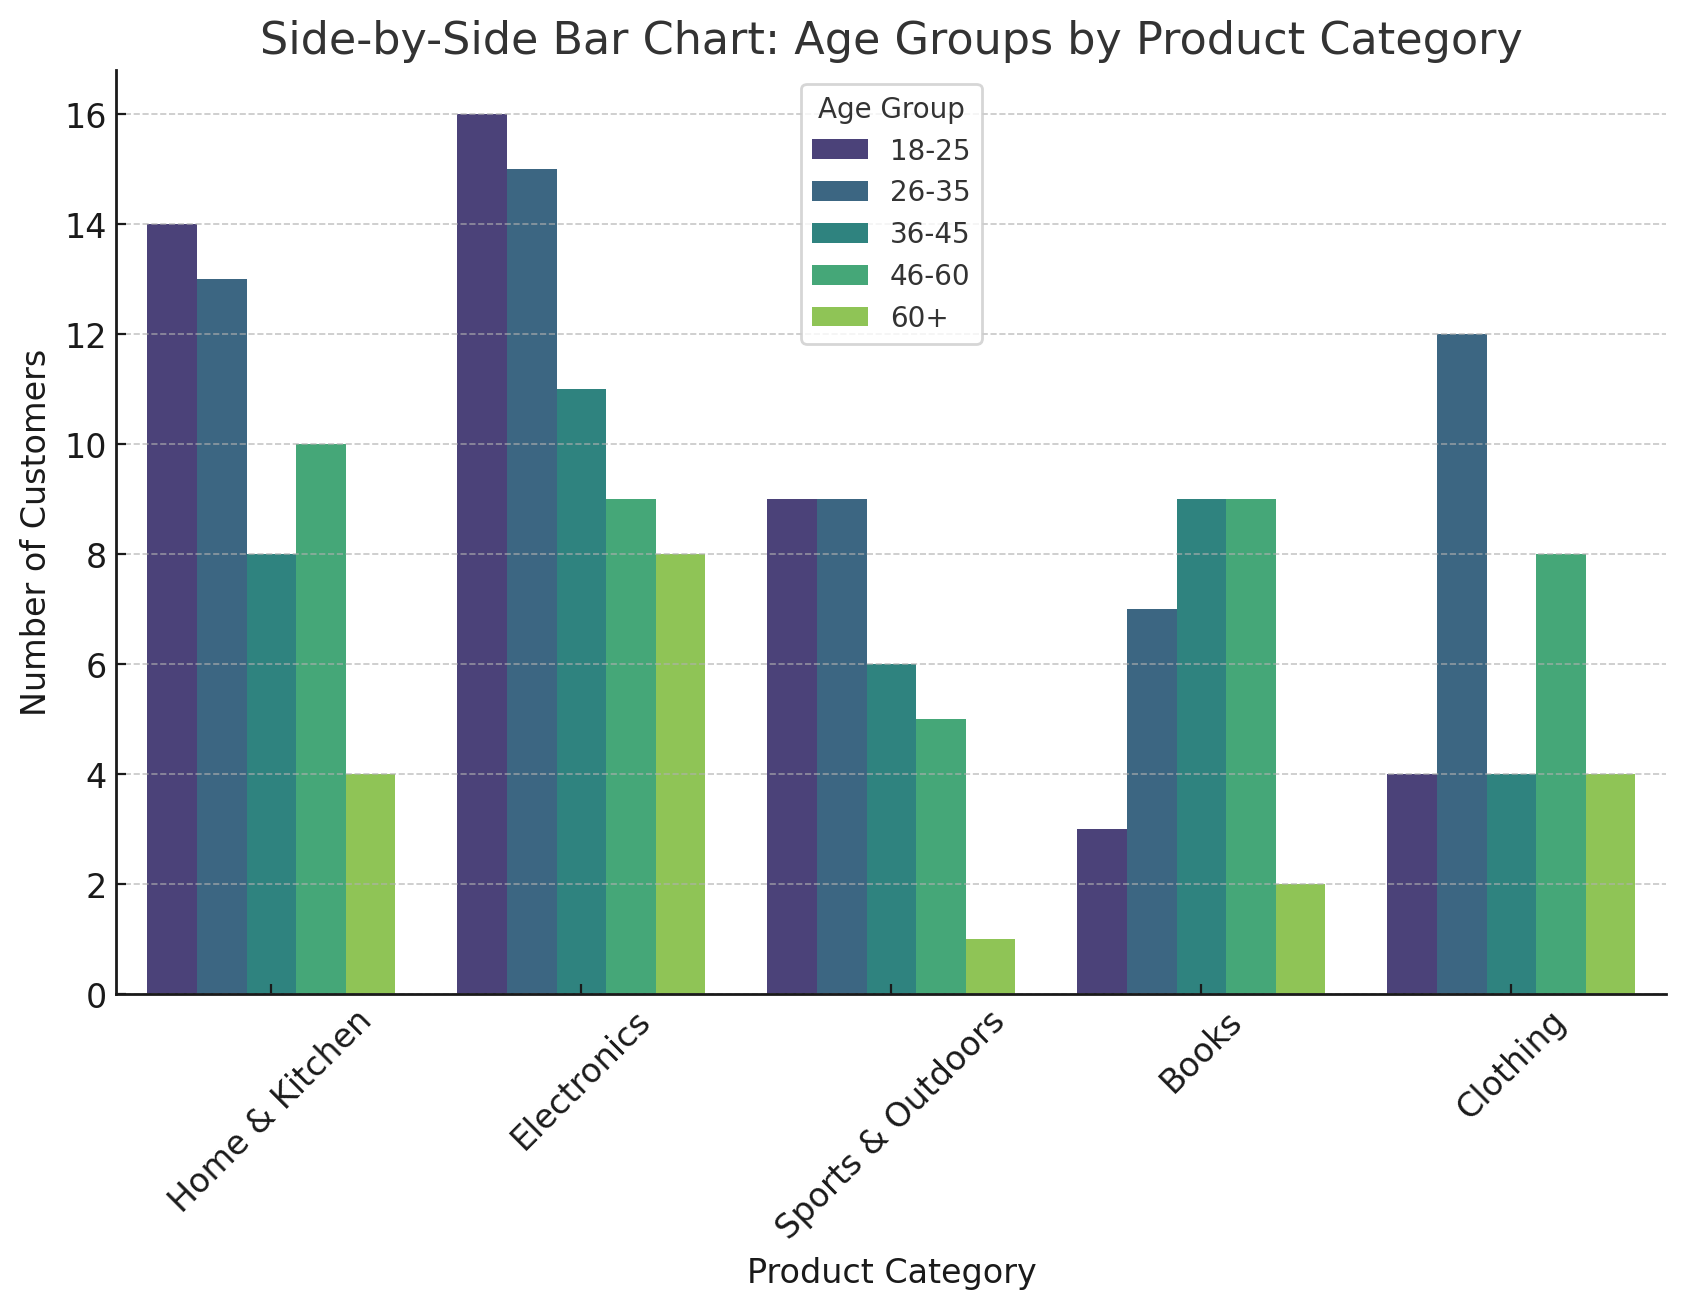 Side-by-Side Bar Chart: Age Groups by Product Category
Age Group
18-25
26-35
36-45
46-60
60+
Number of Customers
16
14
12
10
8
6
4
2
0
Home & Kitchen
Electronics
Sports & Outdoors
Books
Clothing
Product Category